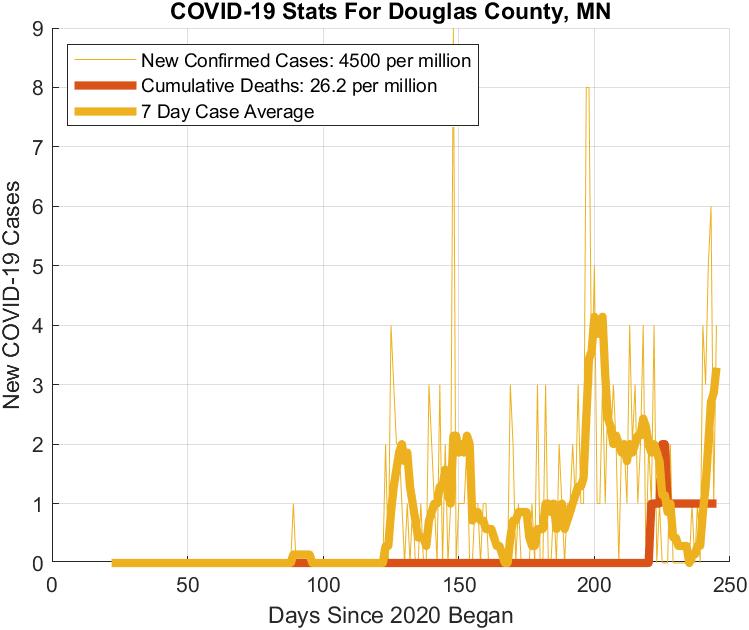 COVID-19 Stats For Douglas County, MN
New Confirmed Cases: 4500 per million
Cumulative Deaths: 26.2 per million
7 Day Case Average
New COVID-19 Cases
9
8
7
6
5
4
3
2
1
0
0 50 100 150 200 250
Days Since 2020 Began